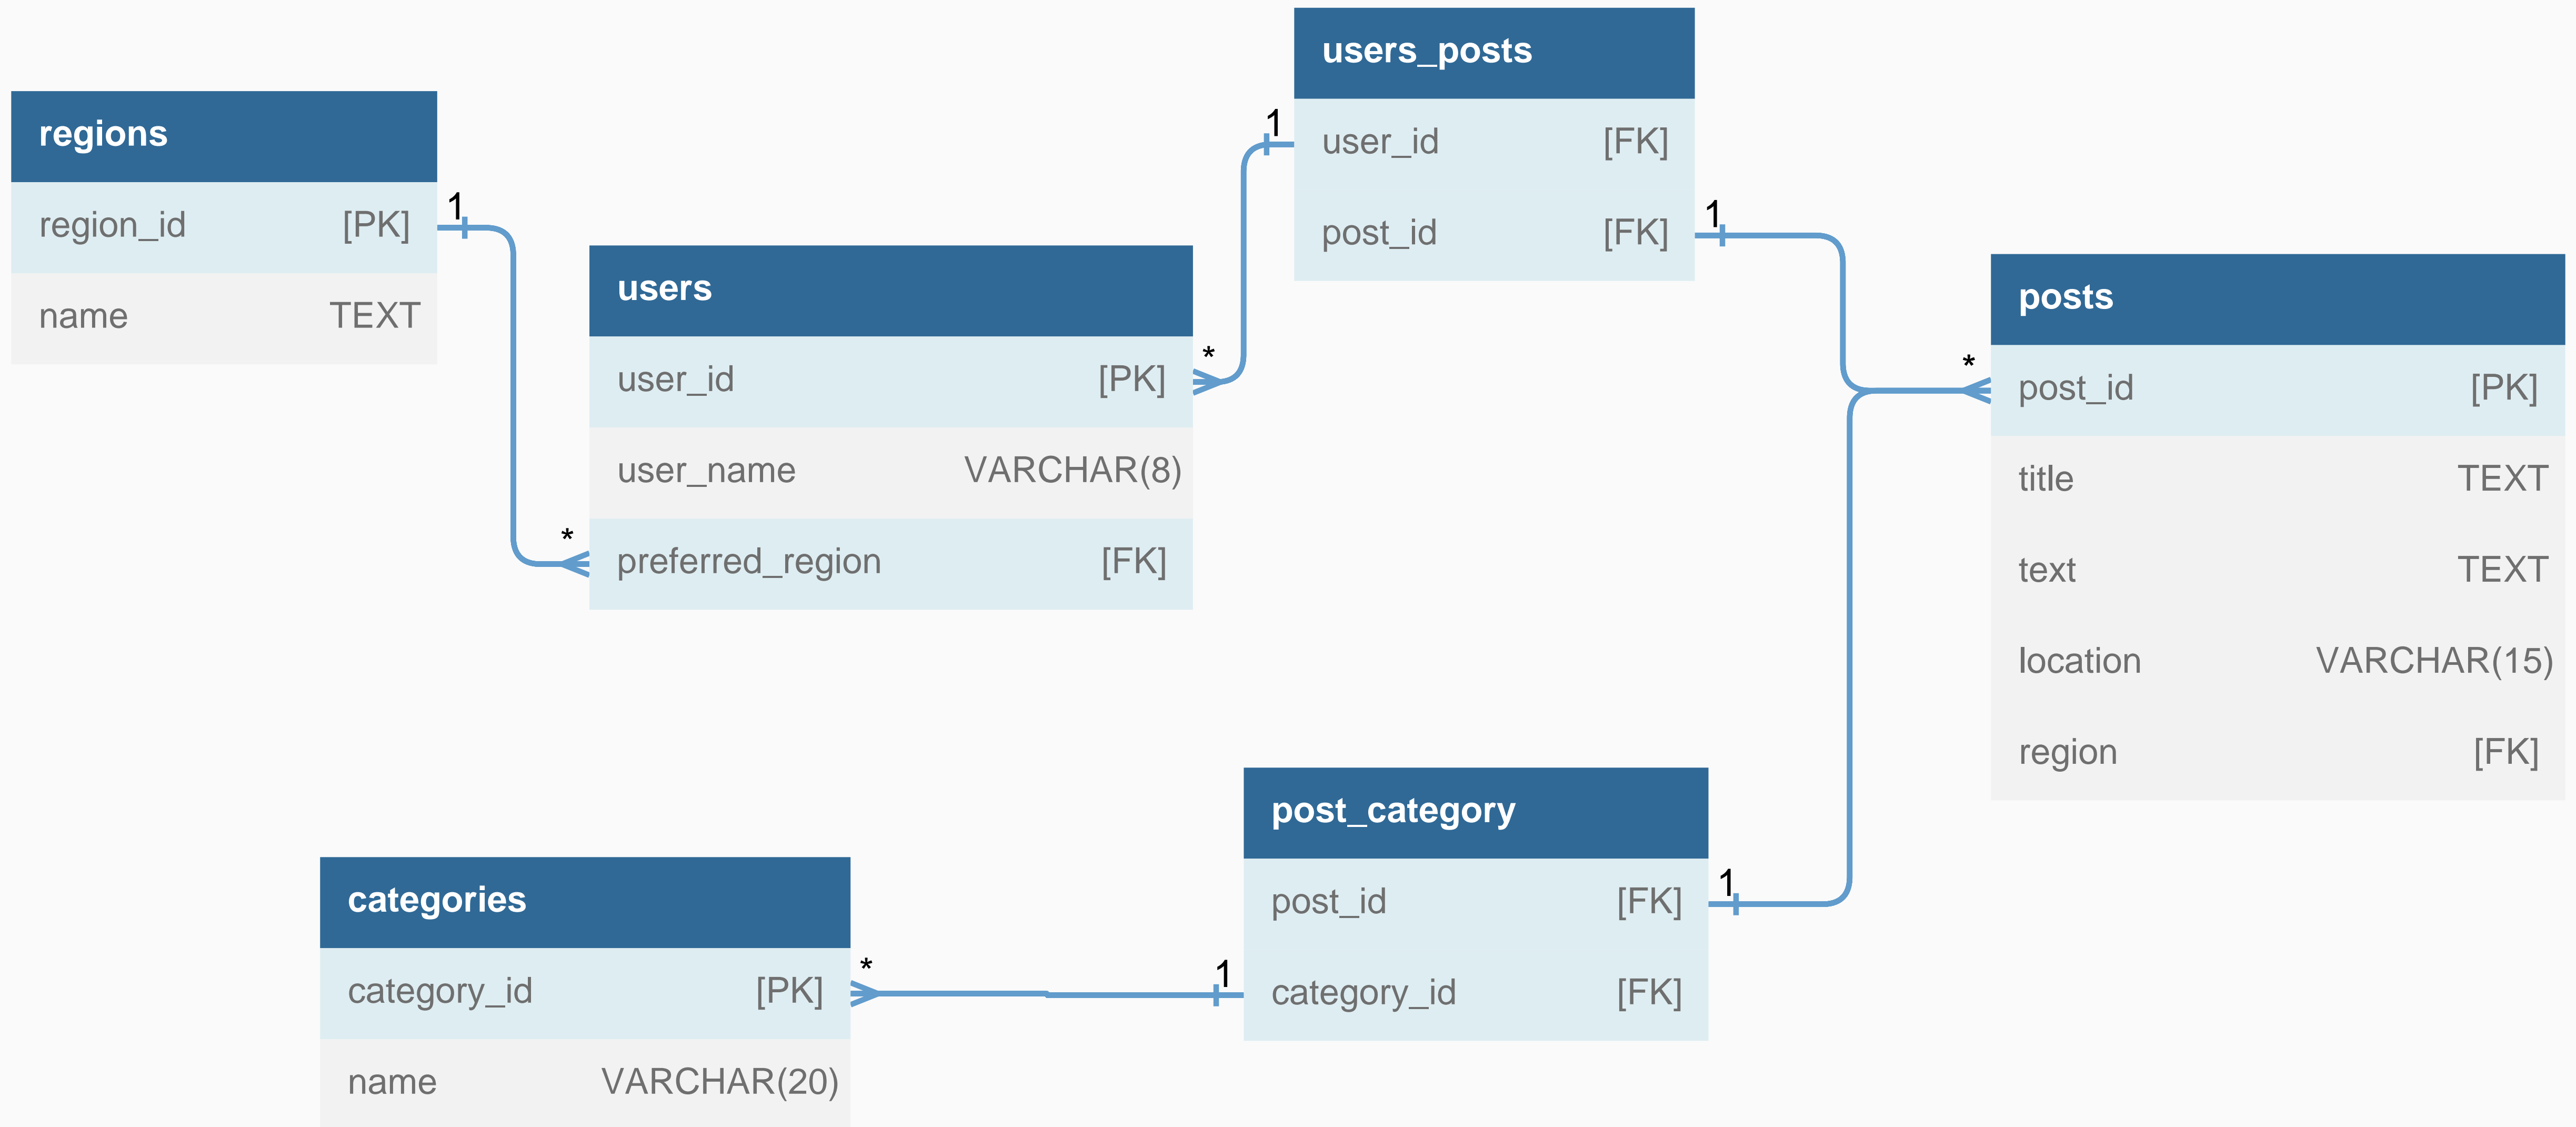 regions
region_id [PK]
name TEXT
1
*
users
user_id [PK]
user_name VARCHAR(8)
preferred_region [FK]
*
1
users_posts
user_id [FK]
post_id [FK]
1
*
posts
post_id [PK]
title TEXT
text TEXT
location VARCHAR(15)
region [FK]
categories
category_id [PK]
name VARCHAR(20)
*
1
post_category
post_id [FK]
category_id [FK]
1